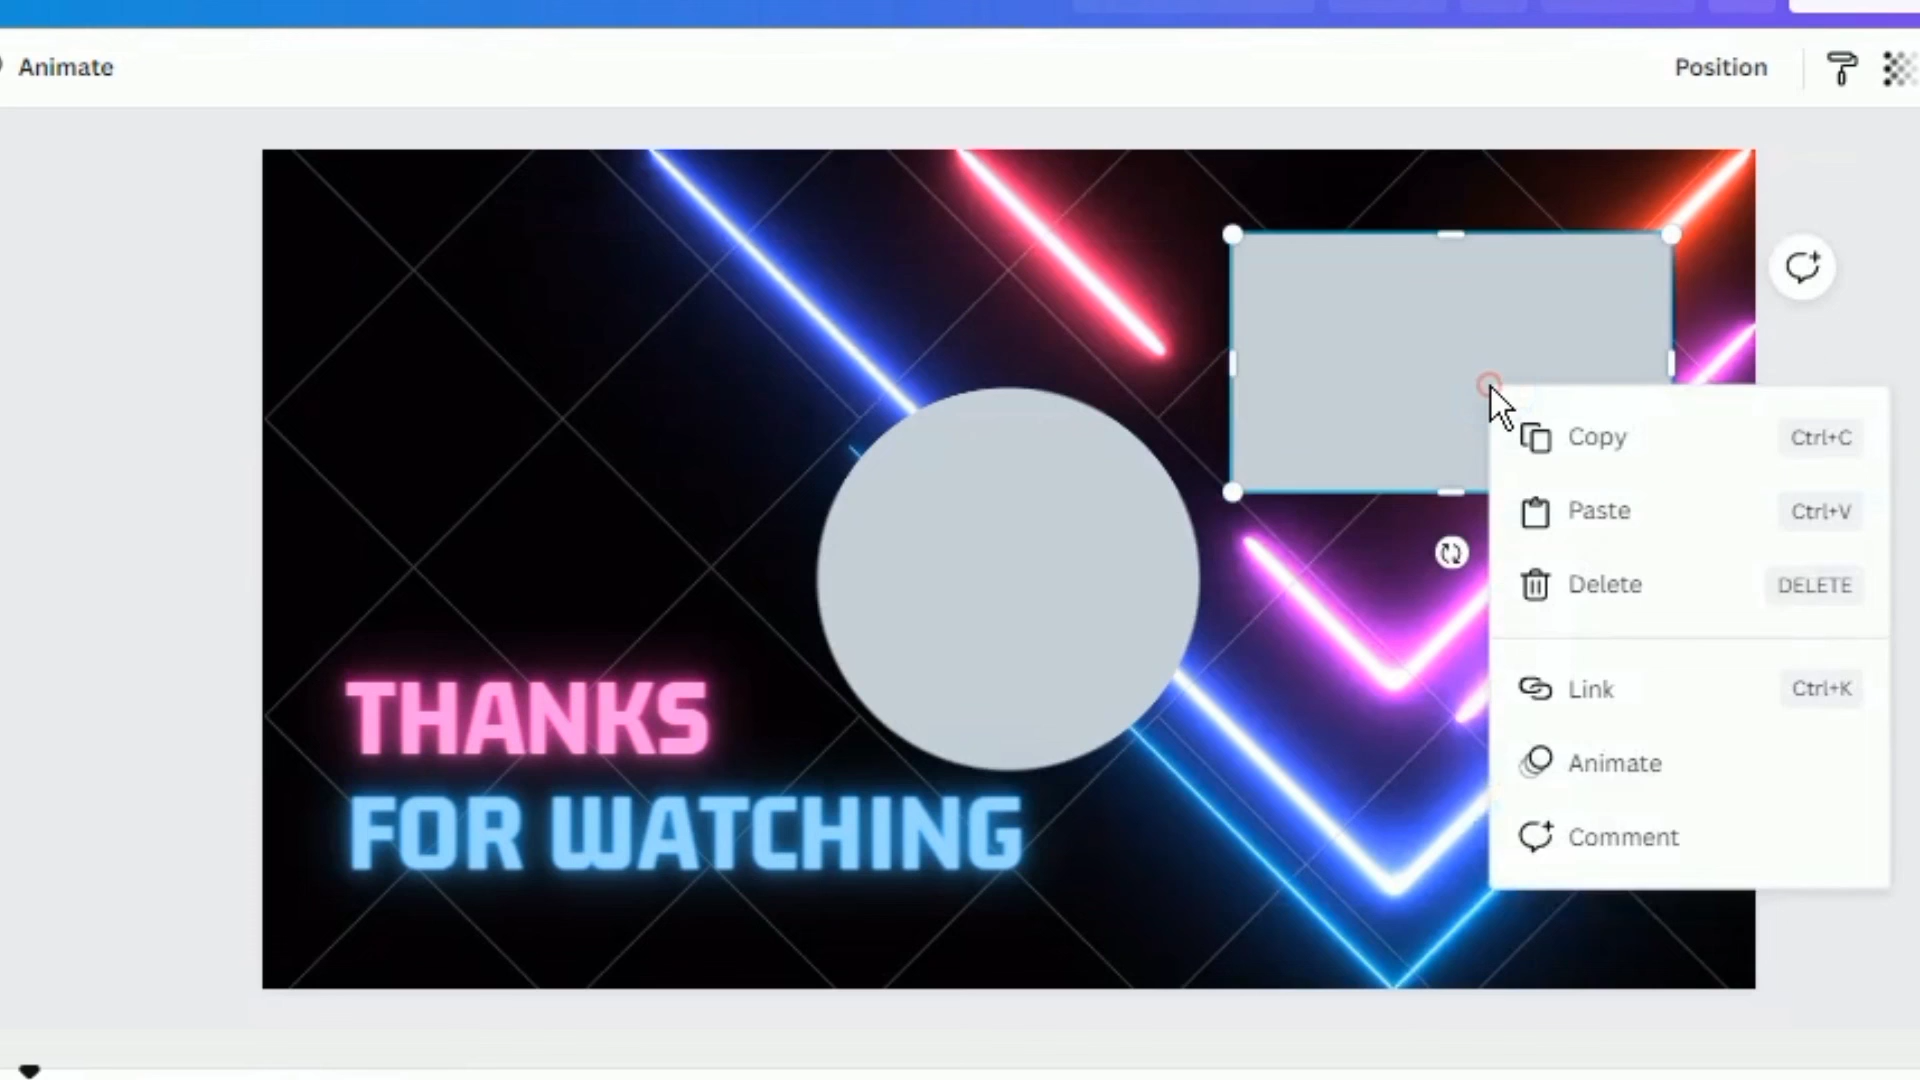 Animate
Position
Copy Ctrl+C
Paste Ctrl+V
Delete DELETE
Link Ctrl+K
Animate
Comment
THANKS
FOR WATCHING